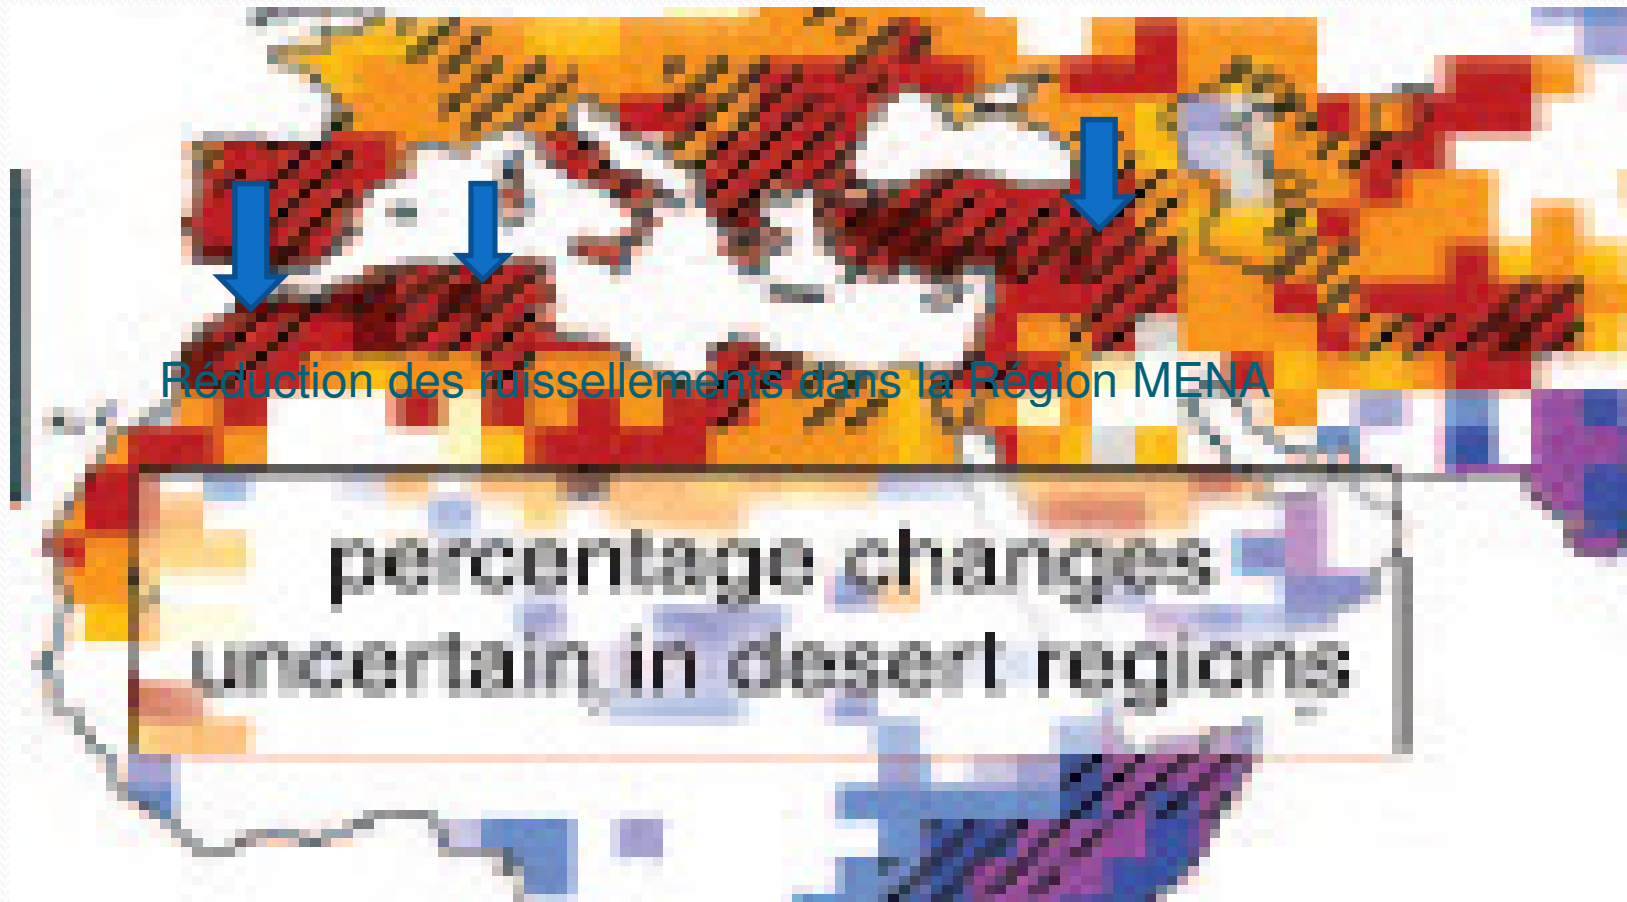 Réduction des ruissellements dans la Région MENA
percentage changes
uncertain in desert regions